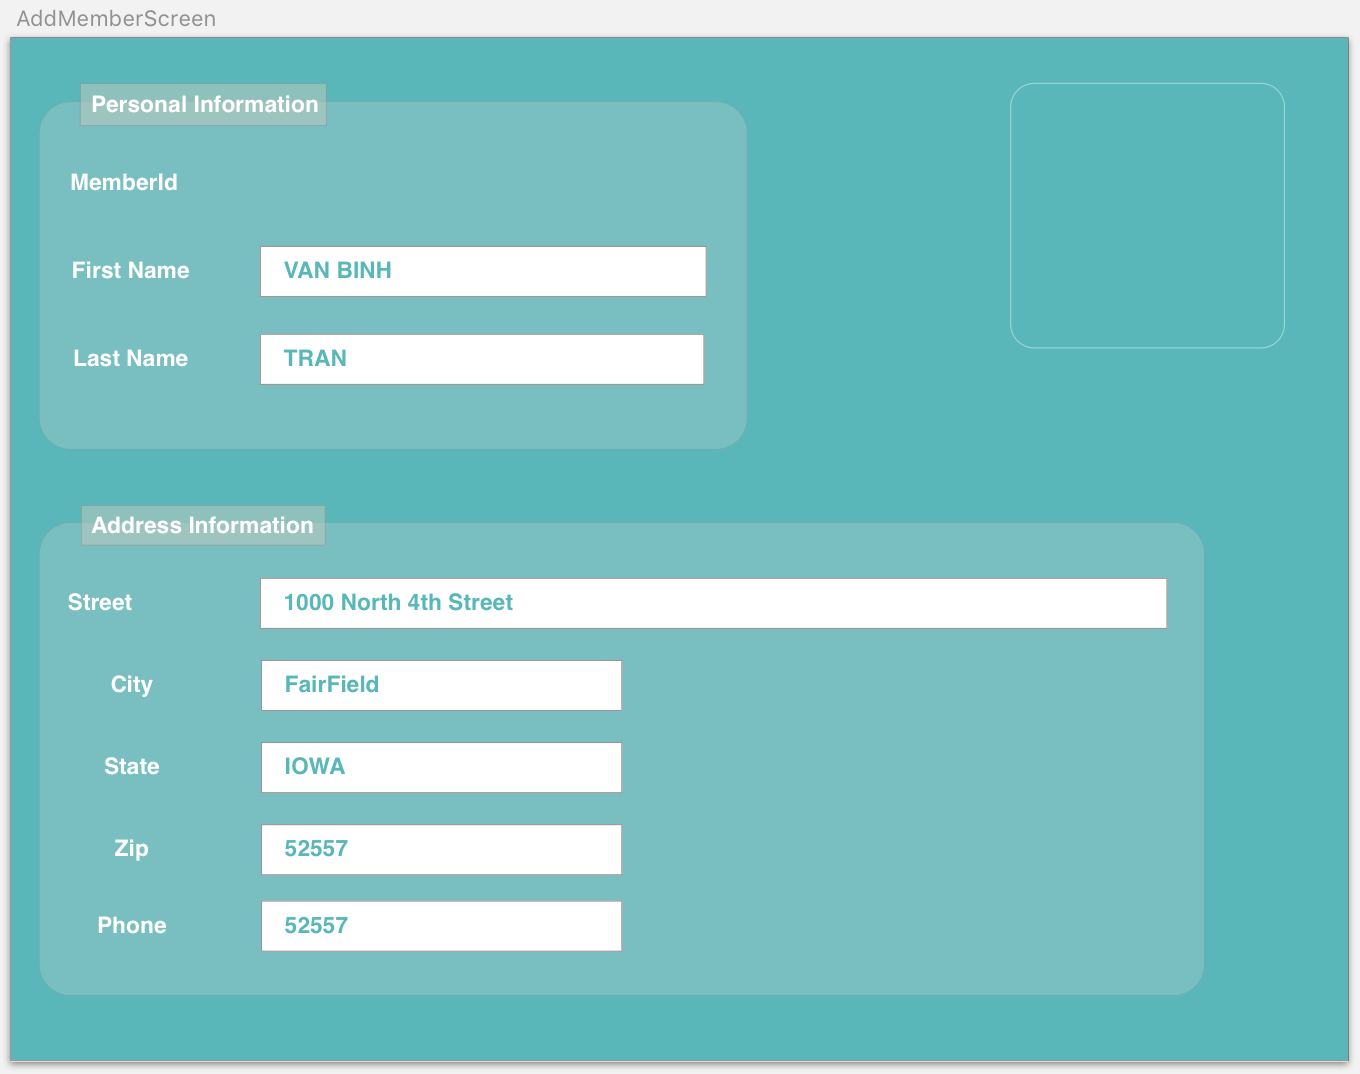 AddMemberScreen
Personal Information
MemberId
First Name VAN BINH
Last Name TRAN
Address Information
Street 1000 North 4th Street
City FairField
State IOWA
Zip 52557
Phone 52557